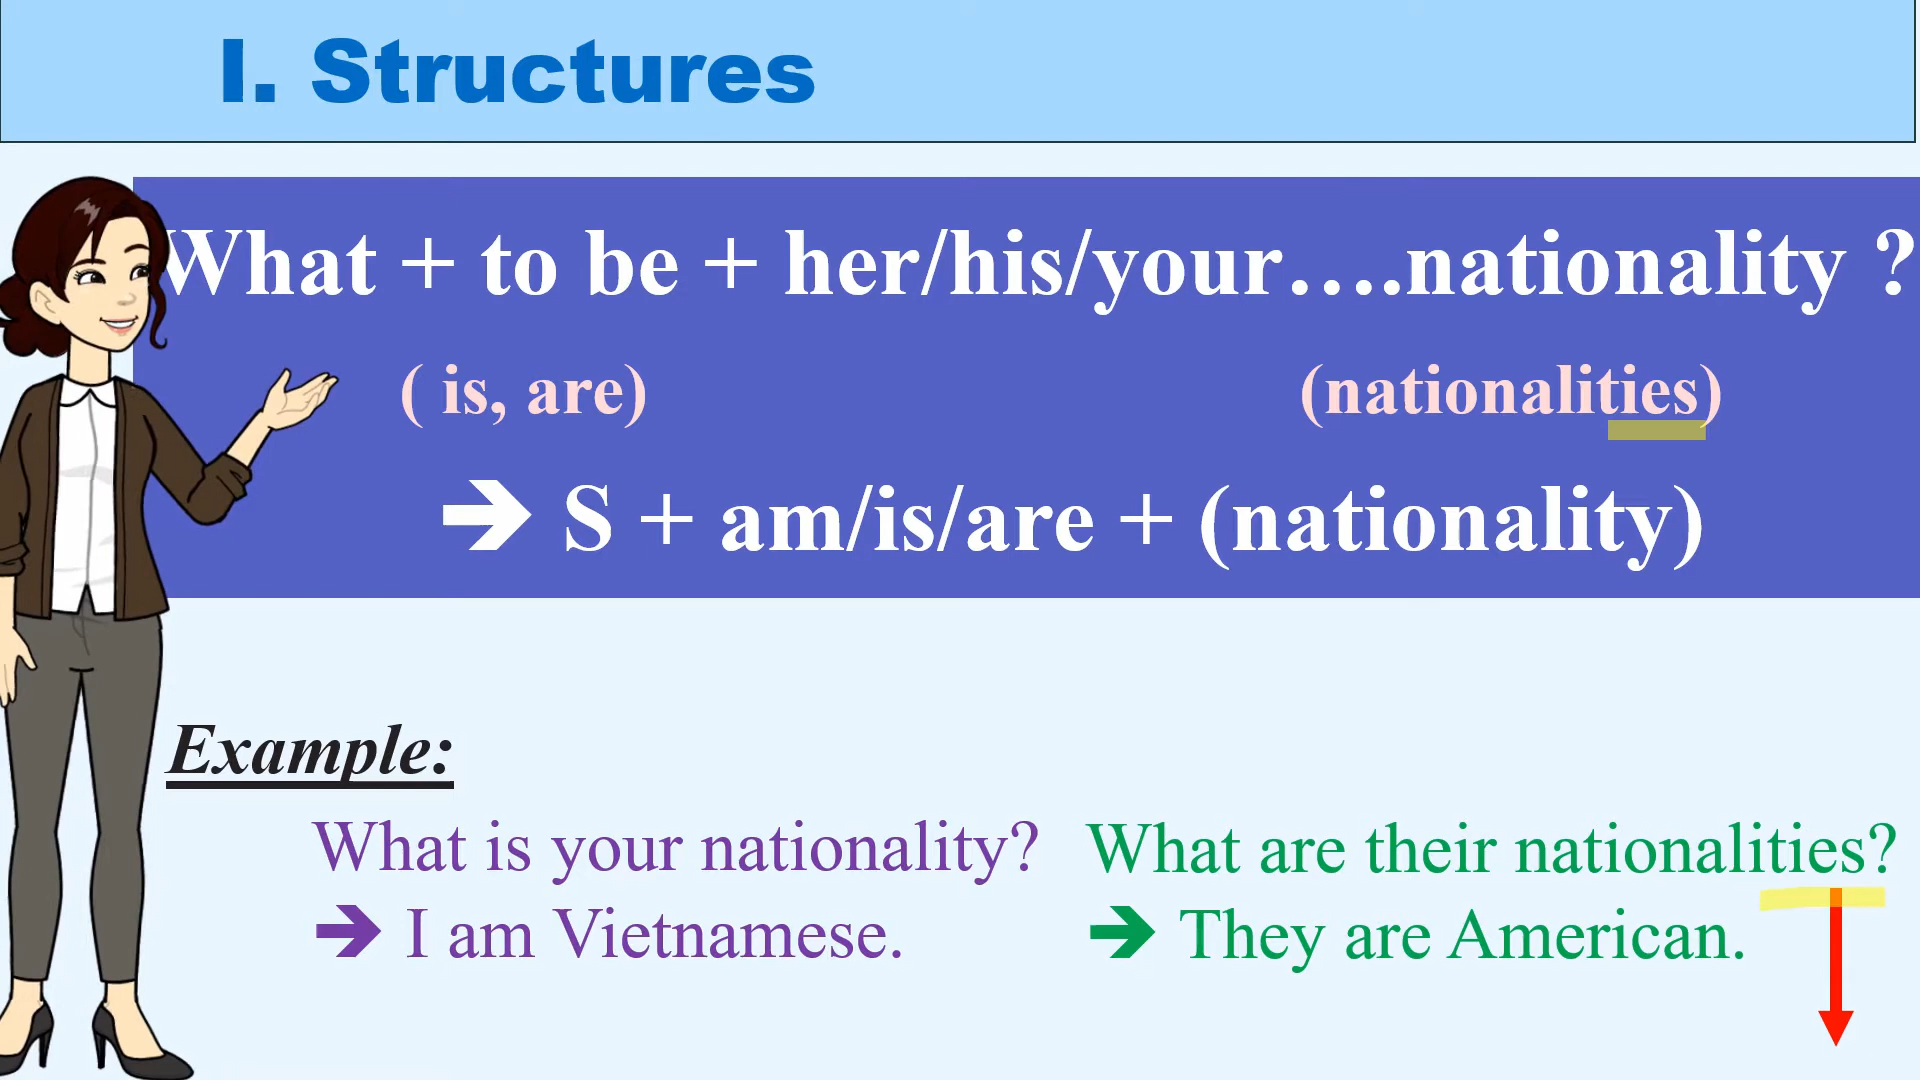 I. Structures
What + to be + her/his/your….nationality ?
( is, are) (nationalities)
➔ S + am/is/are + (nationality)
Example:
What is your nationality?
➔ I am Vietnamese.
What are their nationalities?
➔ They are American.